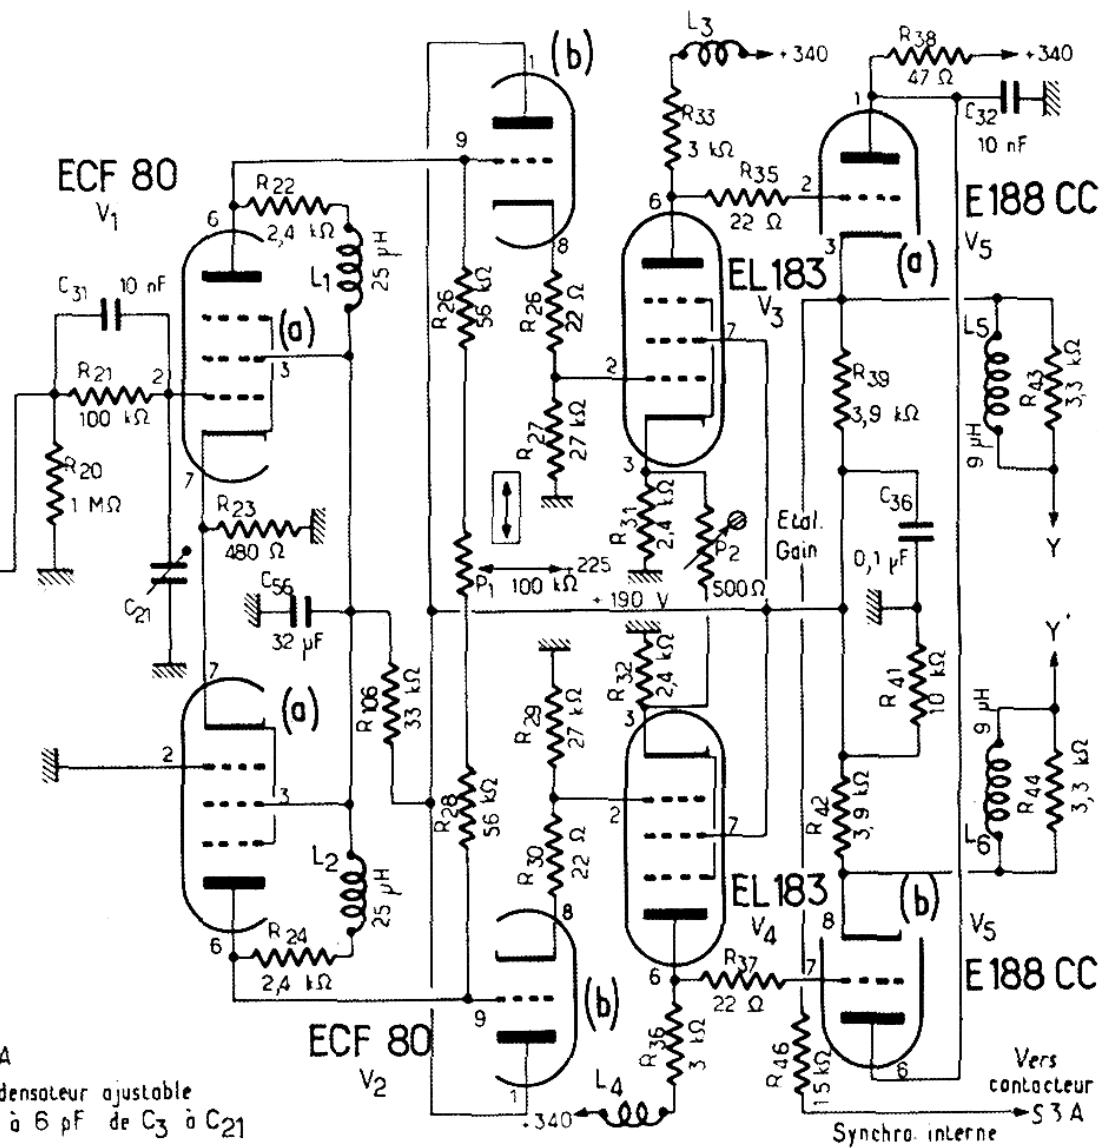 L3
+340
R38
+340
47 Ω
(b)
1
1
C32
10 nF
R33
3 kΩ
9
ECF 80
V1
R22
2,4 kΩ
6
R35
22 Ω
2
6
E188 CC
V5
3
(a)
8
L1
25 µH
C31
10 nF
EL 183
V3
R26
56 kΩ
R26
22 Ω
(a)
7
L5
9 µH
R43
3,3 kΩ
R21
100 kΩ
2
3
2
R39
3,9 kΩ
R27
27 kΩ
R20
1 MΩ
7
3
R23
480 Ω
R31
2,4 kΩ
P2
500Ω
Etal.
Gain
C36
0,1 µF
Y
P1
100 kΩ
+225
C21
C56
32 µF
+190 V
Y'
7
R32
2,4 kΩ
R41
10 kΩ
R106
33 kΩ
(a)
R29
27 kΩ
3
9 µH
2
3
R28
56 kΩ
2
7
R42
3,9 kΩ
R44
3,3 kΩ
L6
R30
22 Ω
L2
25 µH
EL 183
V4
(b)
8
V5
8
6
R24
2,4 kΩ
6
R37
22 Ω
7
E188 CC
9
(b)
ECF 80
V2
R36
3 kΩ
R46
15 kΩ
6
A
densateur ajustable
à 6 pF de C3 à C21
1
+340
L4
Vers
contacteur
S3A
Synchro. interne